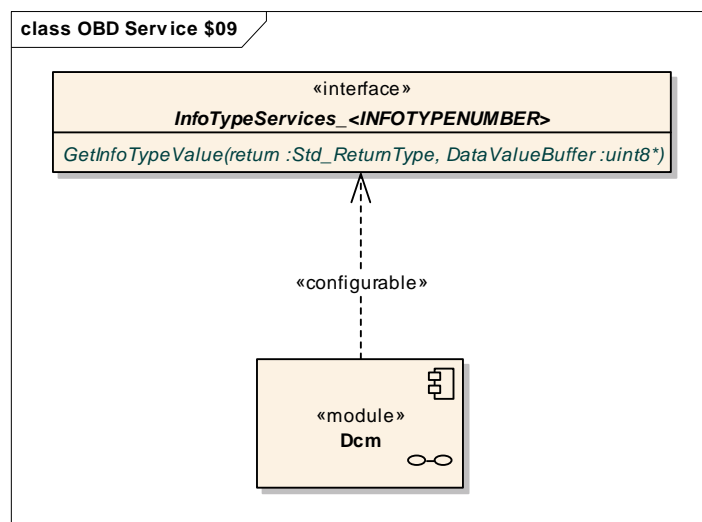 class OBD Service $09
«interface»
InfoTypeServices_<INFOTYPENUMBER>
GetInfoTypeValue(return :Std_ReturnType, DataValueBuffer :uint8*)
«configurable»
«module»
Dcm